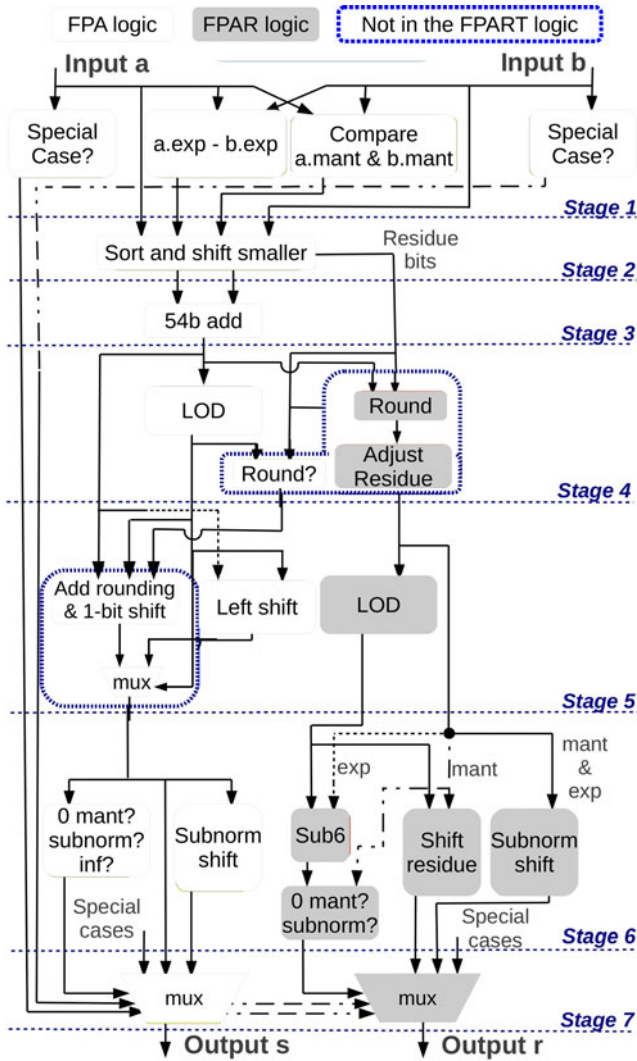 FPA logic
FPAR logic
Not in the FPART logic
Input a
Input b
Special
Case?
a.exp - b.exp
Compare
a.mant & b.mant
Special
Case?
Stage 1
Sort and shift smaller
Residue
bits
Stage 2
54b add
Stage 3
LOD
Round
Round?
Adjust
Residue
Stage 4
Add rounding
& 1-bit shift
Left shift
LOD
mux
Stage 5
exp
mant
mant
&
exp
0 mant?
subnorm?
inf?
Subnorm
shift
Sub6
Shift
residue
Subnorm
shift
0 mant?
subnorm?
Special
cases
Special
cases
Stage 6
mux
mux
Stage 7
Output s
Output r